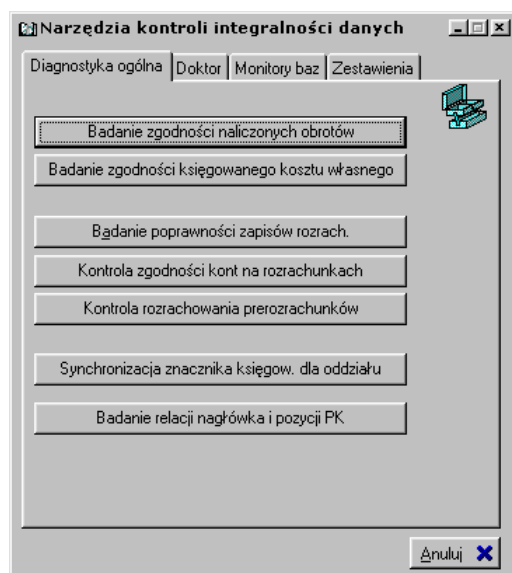 Narzędzia kontroli integralności danych
Diagnostyka ogólna Doktor Monitory baz Zestawienia
Badanie zgodności naliczonych obrotów
Badanie zgodności księgowanego kosztu własnego
Badanie poprawności zapisów rozrach.
Kontrola zgodności kont na rozrachunkach
Kontrola rozrachowania prerozrachunków
Synchronizacja znacznika księgow. dla oddziału
Badanie relacji nagłówka i pozycji PK
Anuluj